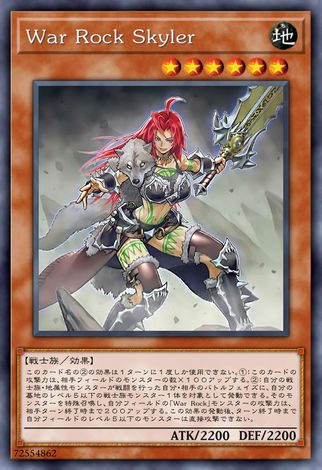 War Rock Skyler
地
【戦士族／効果】
このカード名の②の効果は１ターンに１度しか使用できない。①：このカードの
攻撃力は、相手フィールドのモンスターの数×１００アップする。②：自分の戦
士族・地属性モンスターが戦闘を行った自分・相手のバトルフェイズに、自分の
墓地のレベル５以下の戦士族モンスター１体を対象として発動できる。そのモ
ンスターを特殊召喚し、自分フィールドの「War Rock」モンスターの攻撃力は、
相手ターン終了時まで２００アップする。この効果の発動後、ターン終了時まで
自分フィールドのレベル５以下のモンスターは直接攻撃できない。
ATK/2200 DEF/2200
72554862